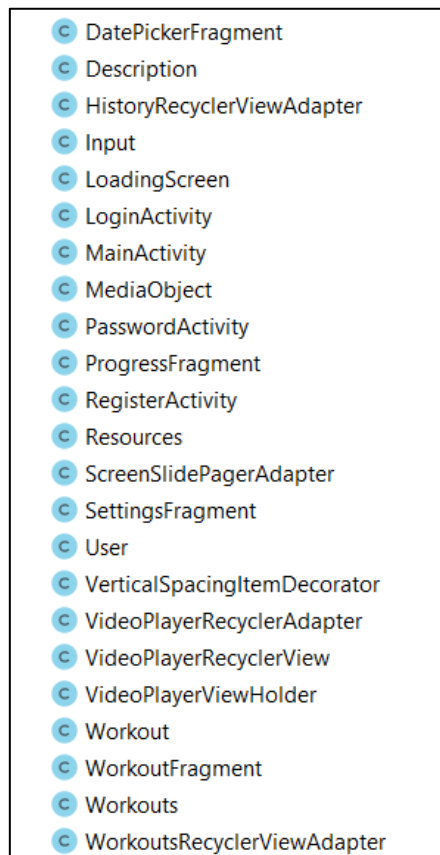 C DatePickerFragment
C Description
C HistoryRecyclerViewAdapter
C Input
C LoadingScreen
C LoginActivity
C MainActivity
C MediaObject
C PasswordActivity
C ProgressFragment
C RegisterActivity
C Resources
C ScreenSlidePagerAdapter
C SettingsFragment
C User
C VerticalSpacingItemDecorator
C VideoPlayerRecyclerAdapter
C VideoPlayerRecyclerView
C VideoPlayerViewHolder
C Workout
C WorkoutFragment
C Workouts
C WorkoutsRecyclerViewAdapter